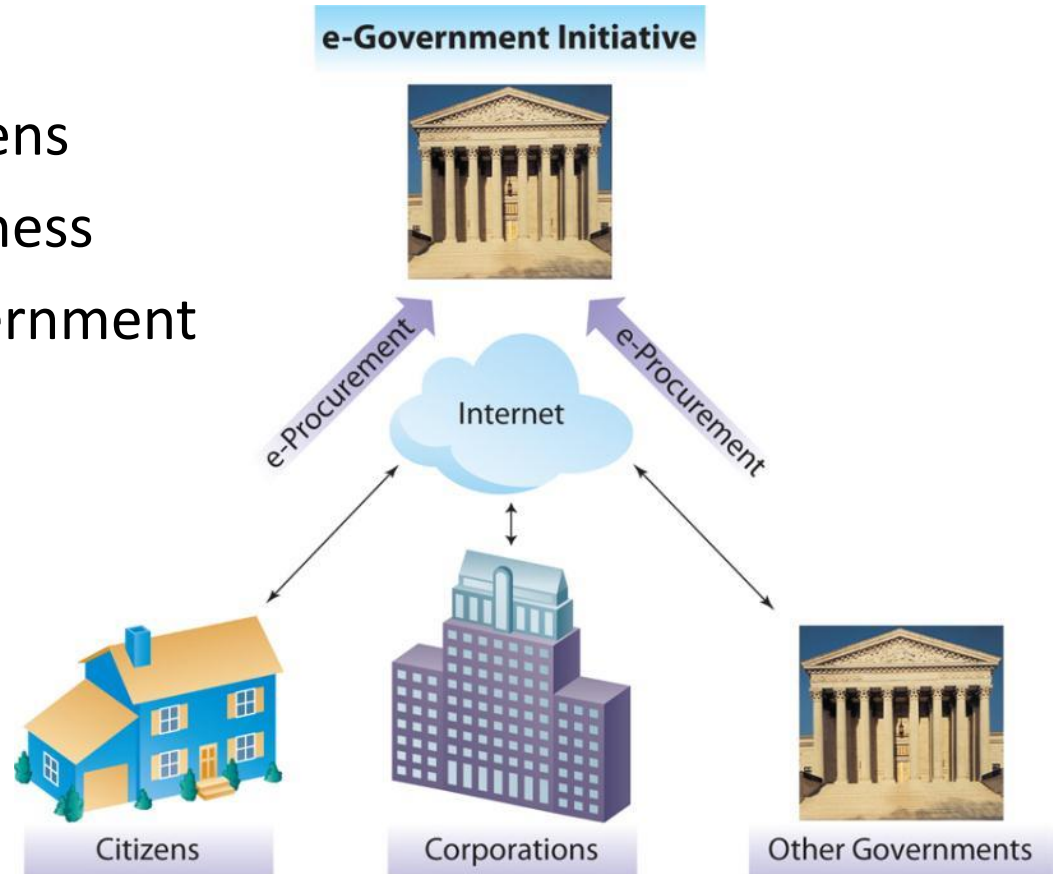 e-Government Initiative
ens
ness
ernment
e-Procurement
e-Procurement
Internet
Citizens
Corporations
Other Governments